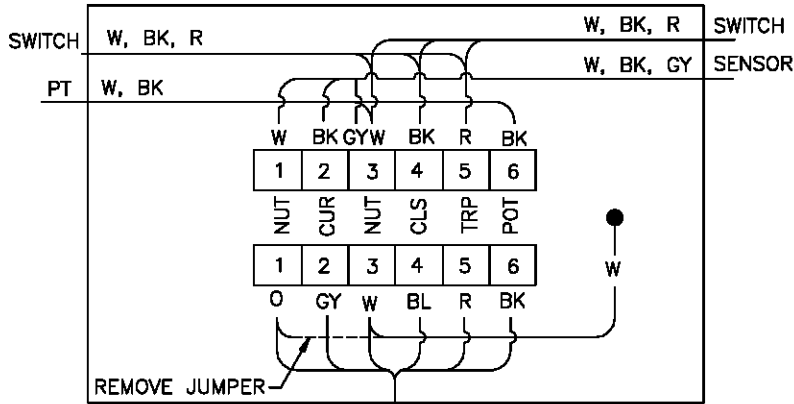 SWITCH W, BK, R W, BK, R SWITCH
W, BK, GY SENSOR
PT W, BK
W BK GY W BK R BK
1 2 3 4 5 6
NUT CUR NUT CLS TRP POT
1 2 3 4 5 6
O GY W BL R BK
W
REMOVE JUMPER